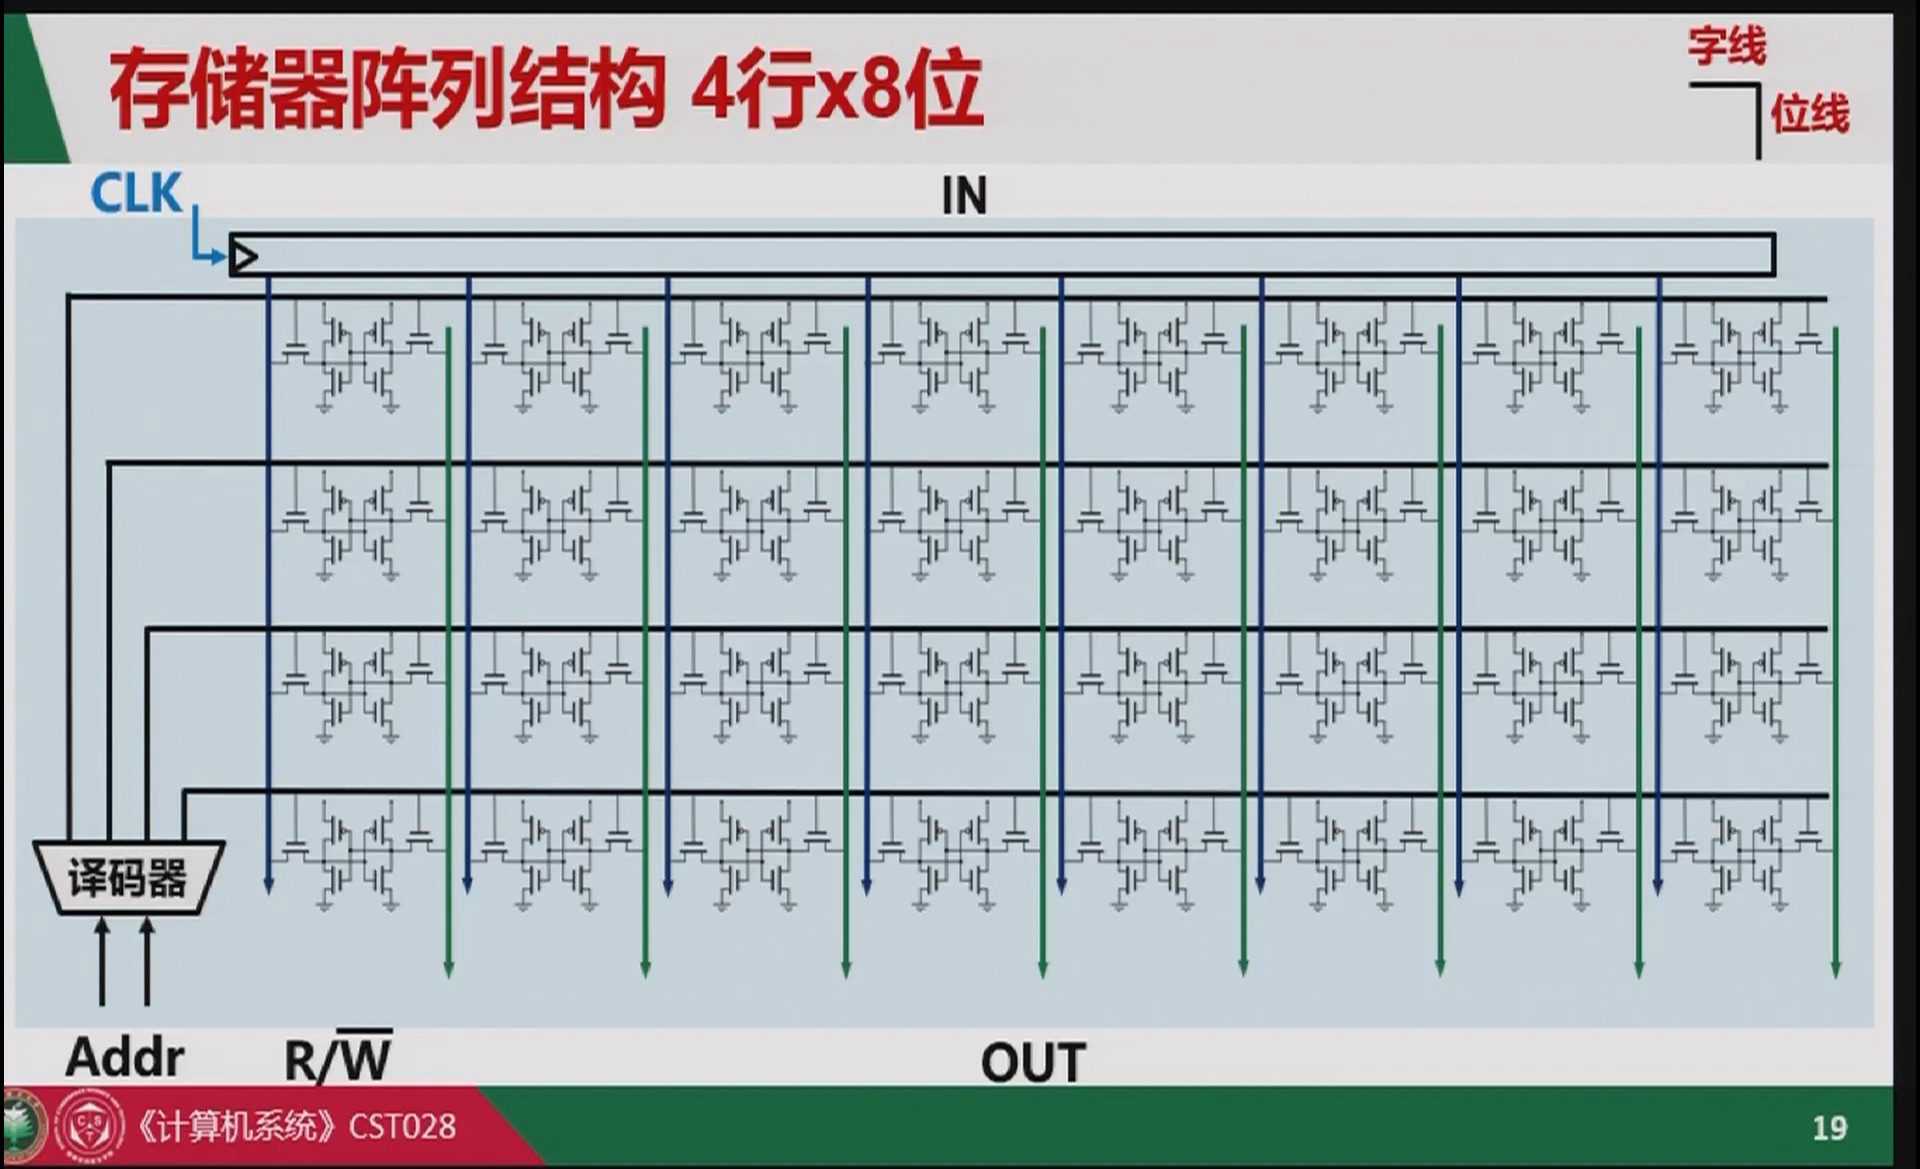 存储器阵列结构 4行x8位
字线
位线
CLK
IN
译码器
Addr
R/W̅
OUT
《计算机系统》CST028
19